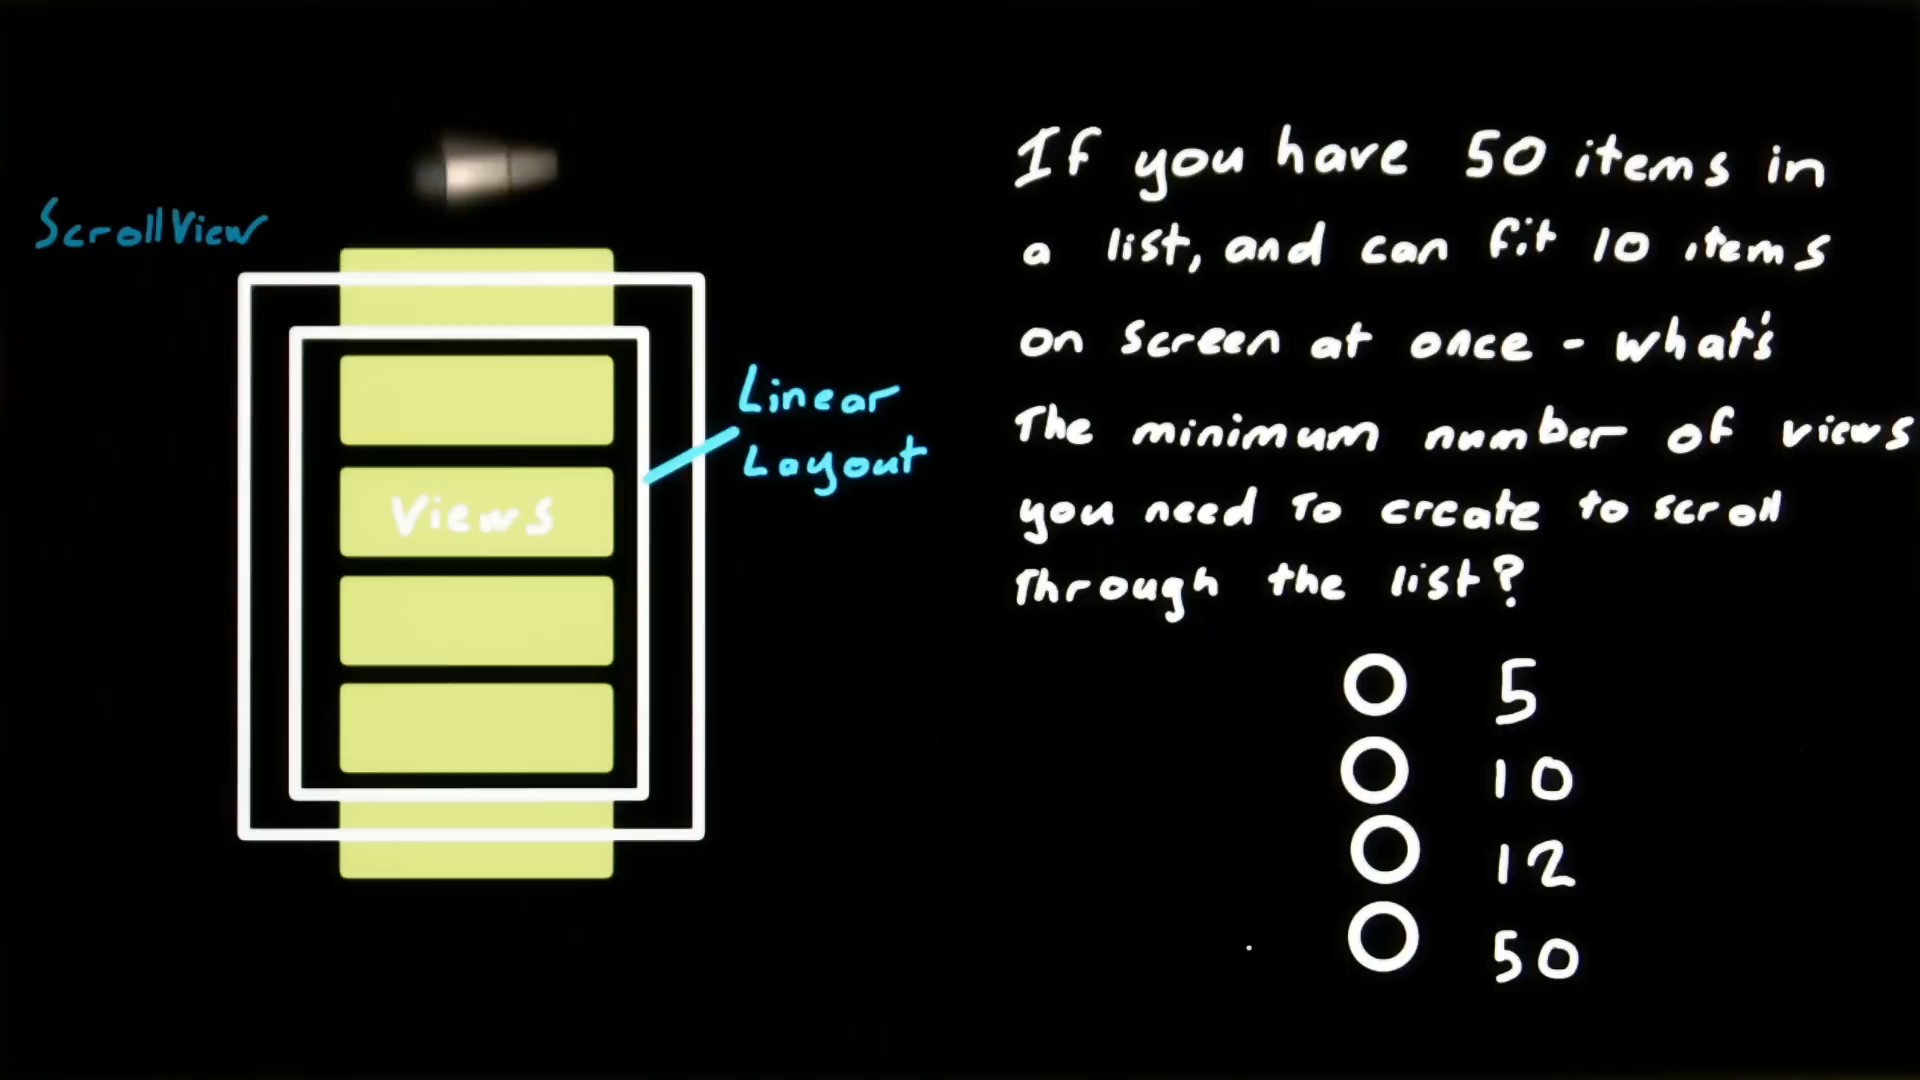 ScrollView
Linear
Layout
Views
If you have 50 items in
a list, and can fit 10 items
on screen at once - what's
The minimum number of views
you need to create to scroll
Through the list?
5
10
12
50